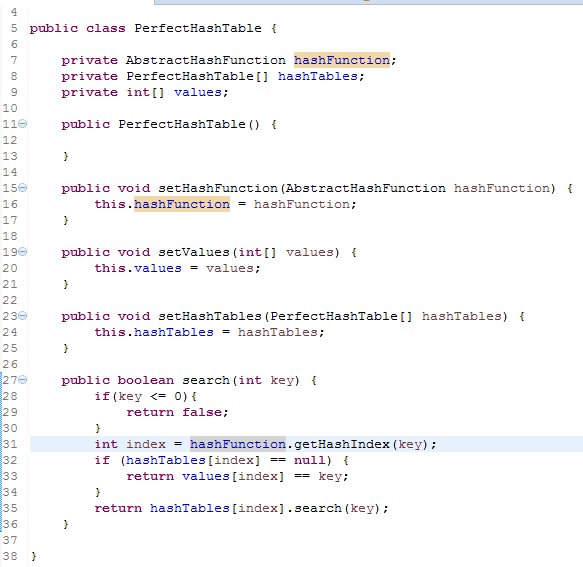 4
5 public class PerfectHashTable {
6
7     private AbstractHashFunction hashFunction;
8     private PerfectHashTable[] hashTables;
9     private int[] values;
10
11    public PerfectHashTable() {
12
13    }
14
15    public void setHashFunction(AbstractHashFunction hashFunction) {
16        this.hashFunction = hashFunction;
17    }
18
19    public void setValues(int[] values) {
20        this.values = values;
21    }
22
23    public void setHashTables(PerfectHashTable[] hashTables) {
24        this.hashTables = hashTables;
25    }
26
27    public boolean search(int key) {
28        if(key <= 0){
29            return false;
30        }
31        int index = hashFunction.getHashIndex(key);
32        if (hashTables[index] == null) {
33            return values[index] == key;
34        }
35        return hashTables[index].search(key);
36    }
37
38 }